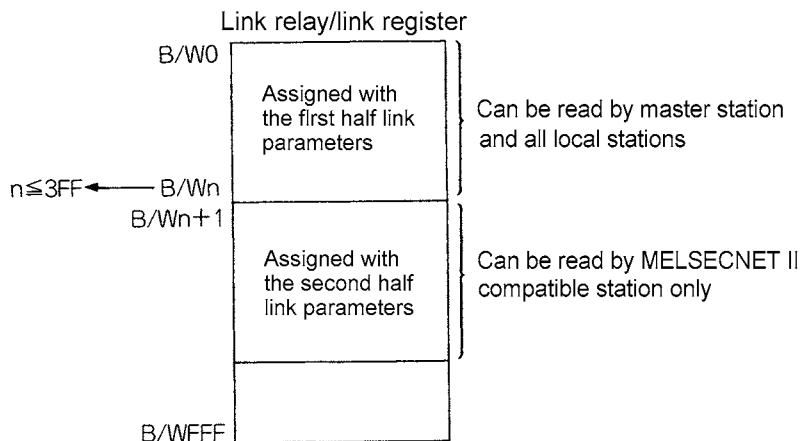 Link relay/link register
B/W0
Assigned with
the first half link
parameters
Can be read by master station
and all local stations
n≦3FF
B/Wn
B/Wn+1
Assigned with
the second half
link parameters
Can be read by MELSECNET II
compatible station only
B/WFFF